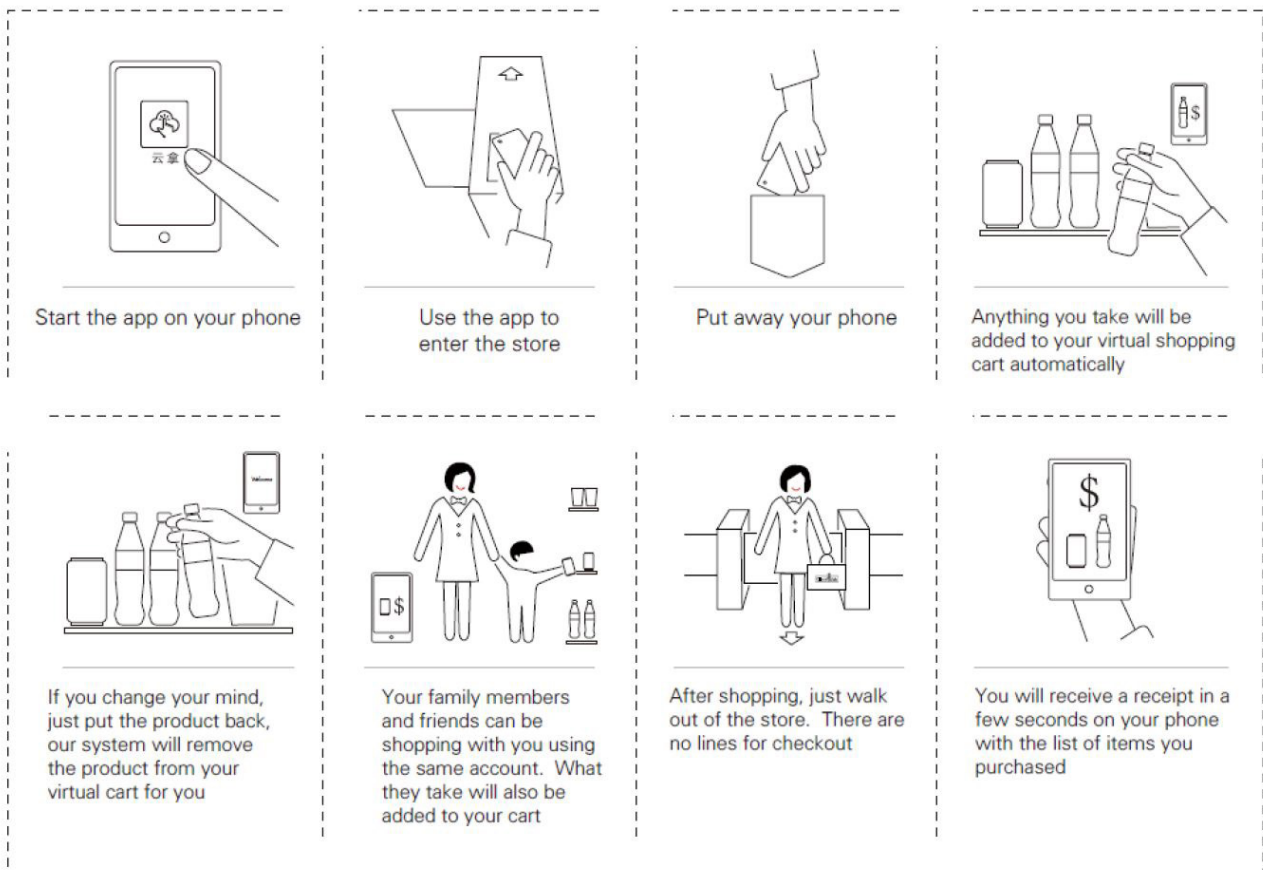 云拿
Start the app on your phone
Use the app to
enter the store
Put away your phone
$
Anything you take will be
added to your virtual shopping
cart automatically
Welcome
If you change your mind,
just put the product back,
our system will remove
the product from your
virtual cart for you
$
Your family members
and friends can be
shopping with you using
the same account. What
they take will also be
added to your cart
After shopping, just walk
out of the store. There are
no lines for checkout
$
You will receive a receipt in a
few seconds on your phone
with the list of items you
purchased